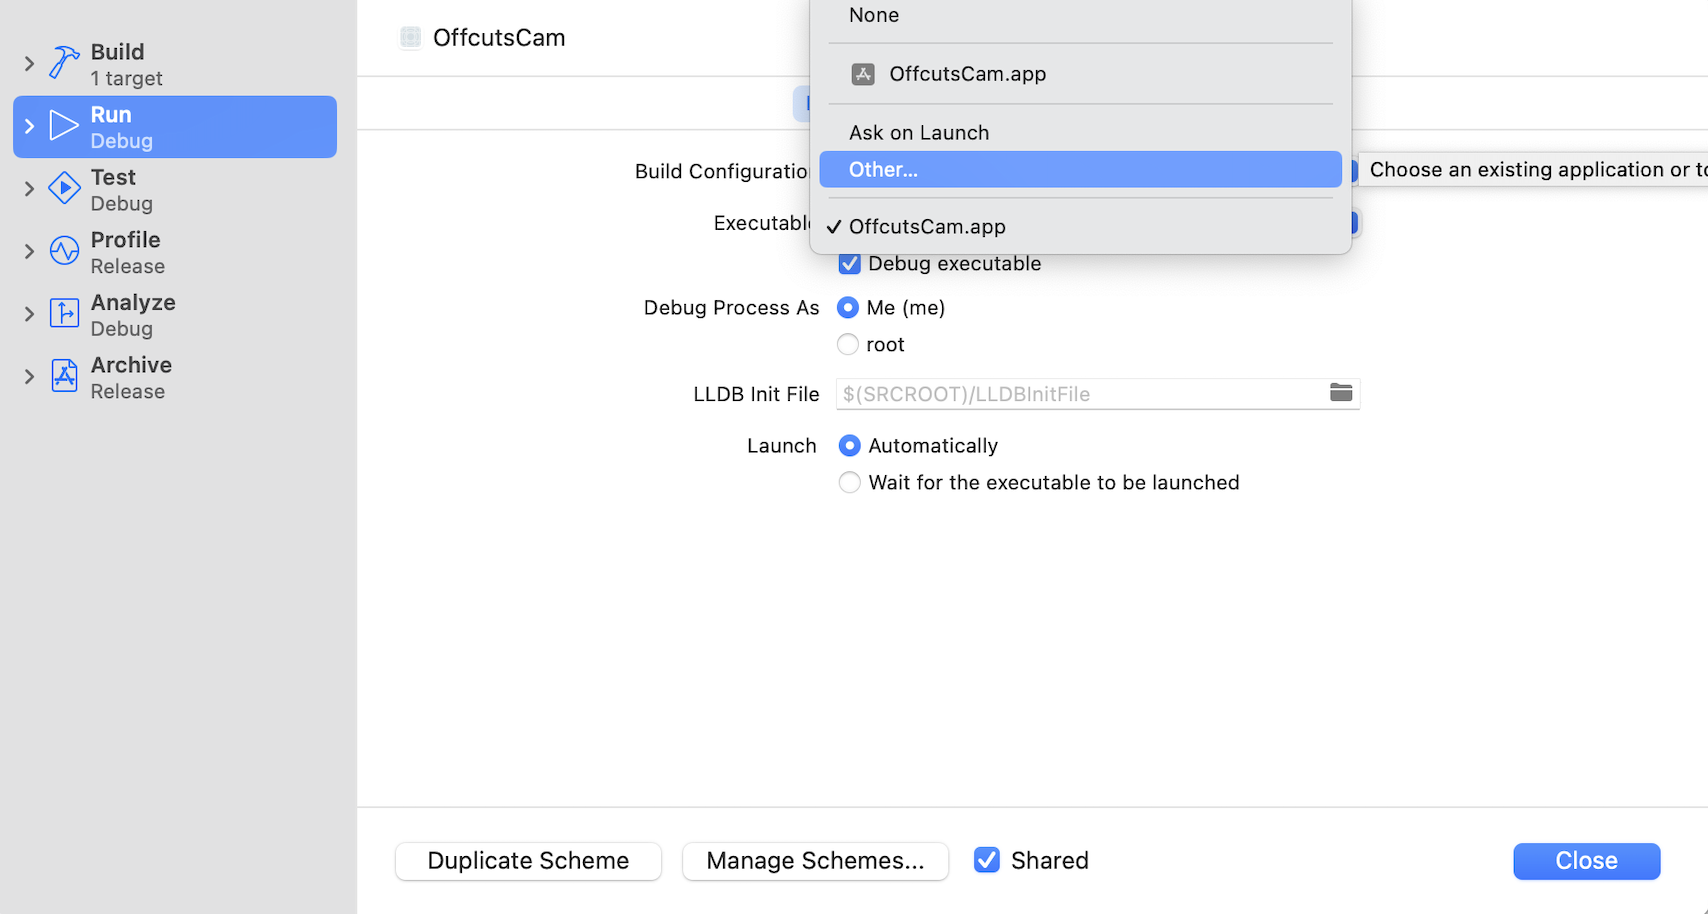 Build
1 target
Run
Debug
Test
Debug
Profile
Release
Analyze
Debug
Archive
Release
OffcutsCam
None
OffcutsCam.app
Ask on Launch
Other...
OffcutsCam.app
Choose an existing application or to
Build Configuratio
Executabl
Debug executable
Debug Process As
Me (me)
root
LLDB Init File
$(SRCROOT)/LLDBInitFile
Launch
Automatically
Wait for the executable to be launched
Duplicate Scheme
Manage Schemes...
Shared
Close